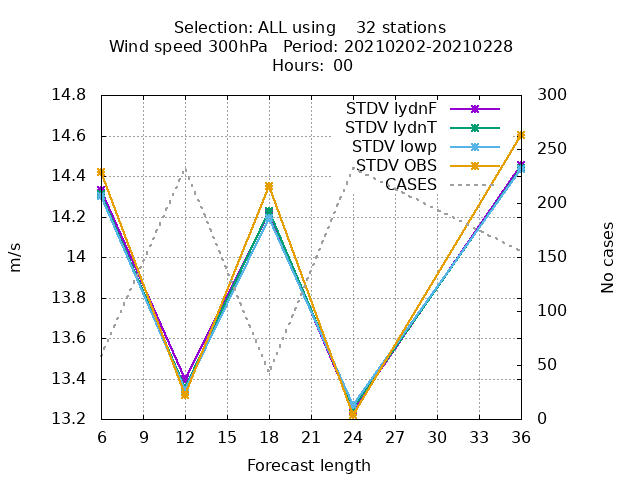 Selection: ALL using    32 stations
Wind speed 300hPa   Period: 20210202-20210228
Hours:  00
STDV lydnF
STDV lydnT
STDV lowp
STDV OBS
CASES
14.8
14.6
14.4
14.2
14
13.8
13.6
13.4
13.2
m/s
300
250
200
150
100
50
0
No cases
6 9 12 15 18 21 24 27 30 33 36
Forecast length